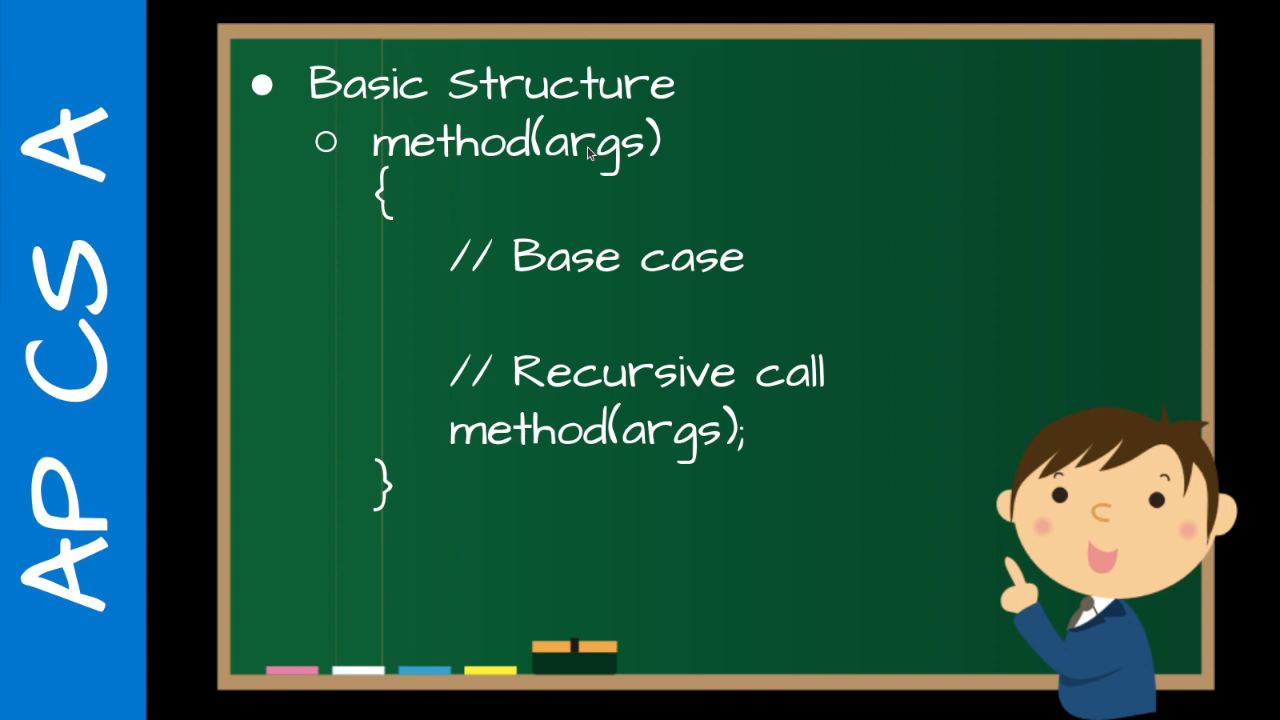 AP CS A
● Basic Structure
○ method(args)
{
// Base case
// Recursive call
method(args);
}